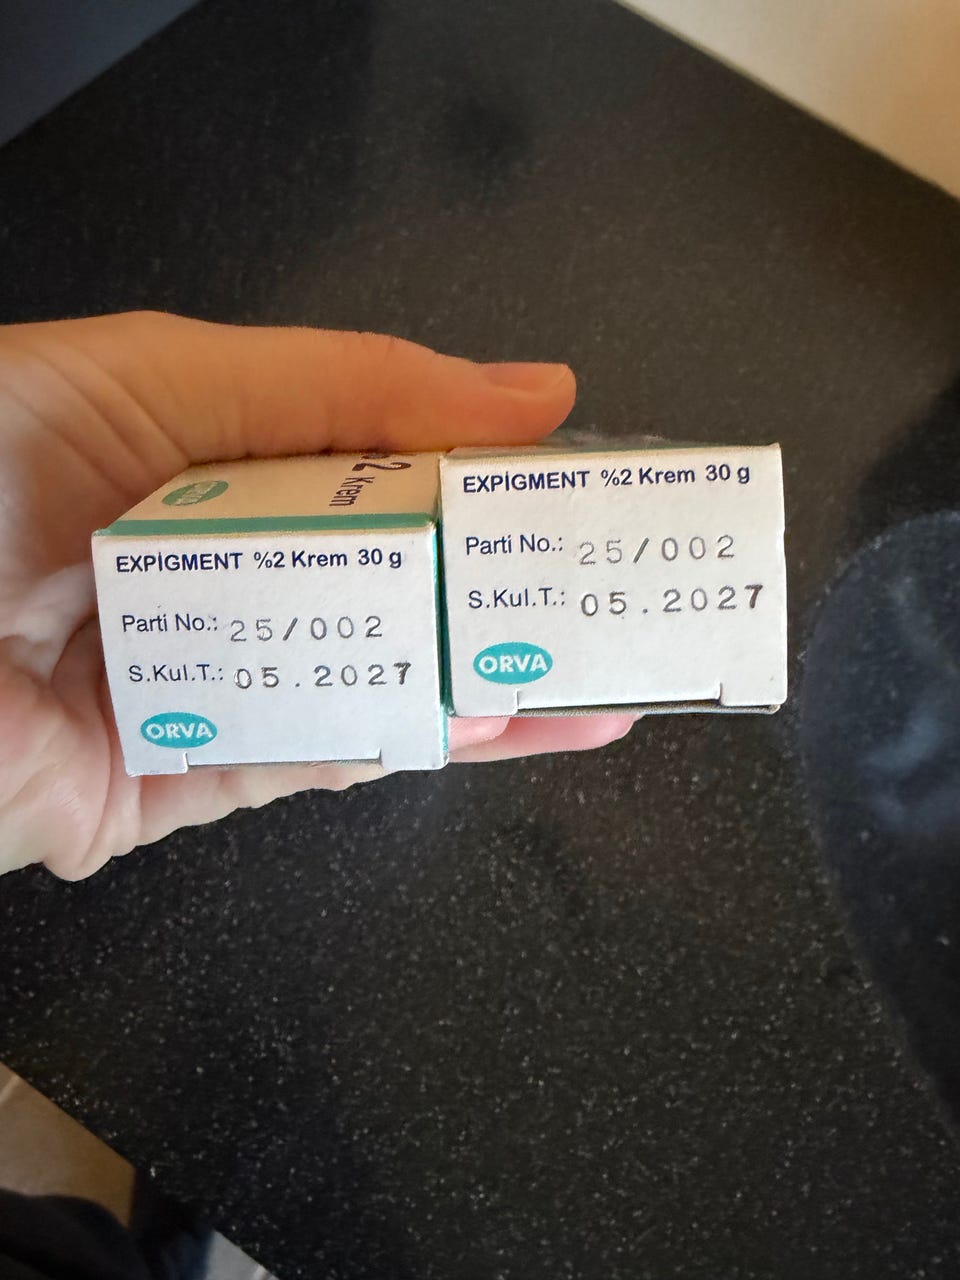 ORVA
%2 Krem
EXPİGMENT %2 Krem 30 g
Parti No.: 25/002
S.Kul.T.: 05.2027
ORVA
EXPİGMENT %2 Krem 30 g
Parti No.: 25/002
S.Kul.T.: 05.2027
ORVA